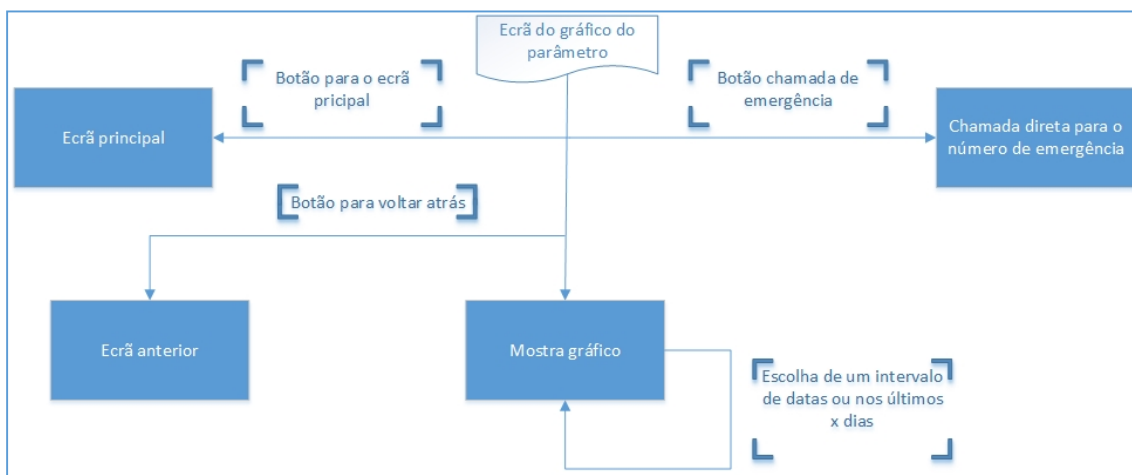 Ecrã do gráfico do
parâmetro
Botão para o ecrã
pricipal
Botão chamada de
emergência
Ecrã principal
Chamada direta para o
número de emergência
Botão para voltar atrás
Ecrã anterior
Mostra gráfico
Escolha de um intervalo
de datas ou nos últimos
x dias